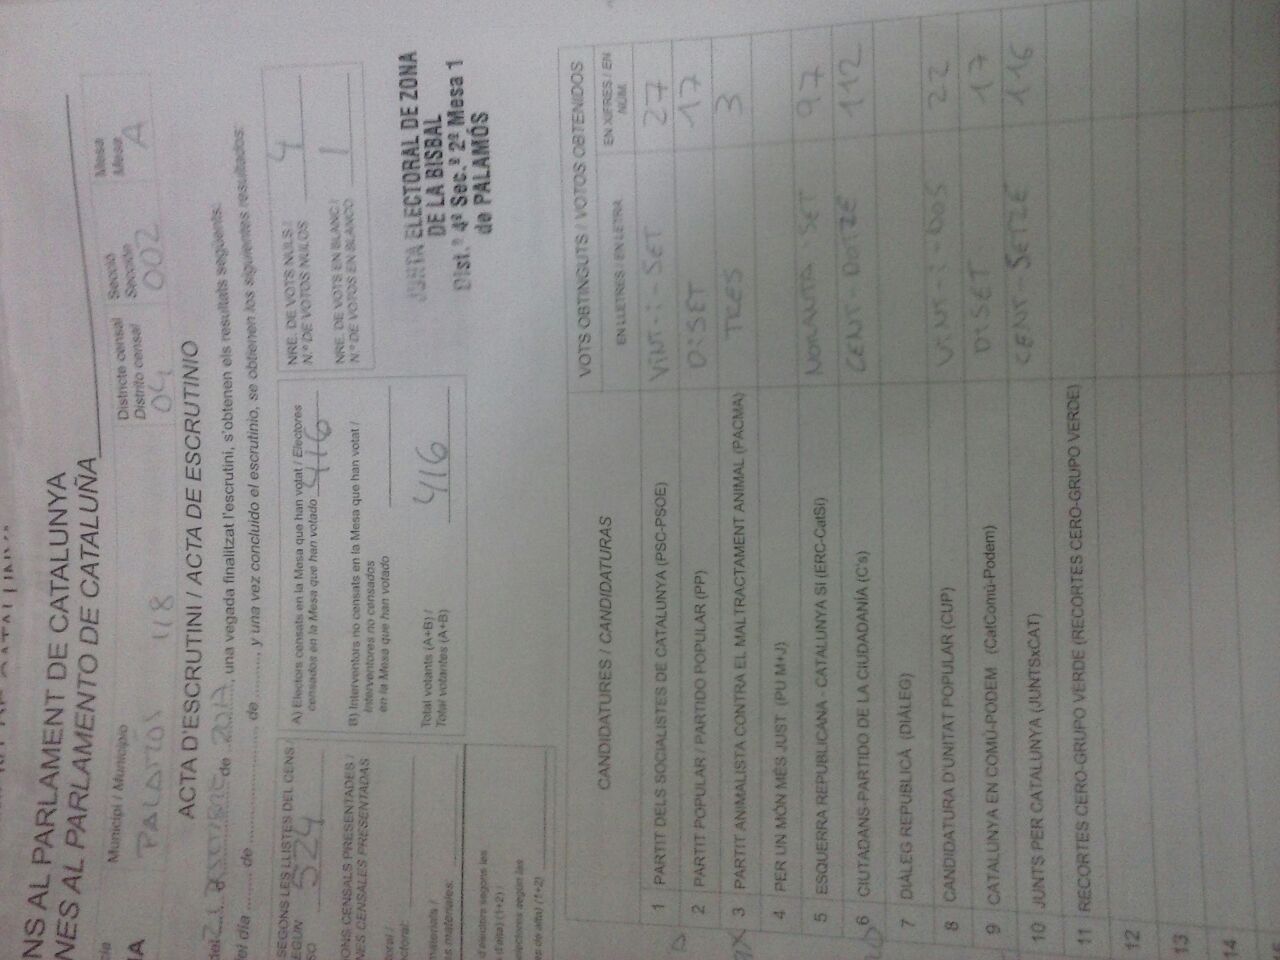 NS AL PARLAMENT DE CATALUNYA
NES AL PARLAMENTO DE CATALUÑA
Municipi / Municipio
PALAMÓS 118
Districte censal
Distrito censal
04
Secció
Sección
002
Mesa
Mesa
A
ACTA D'ESCRUTINI / ACTA DE ESCRUTINIO
del 21 de 2017, una vegada finalitzat l'escrutini, s'obtenen els resultats següents:
el día ........ de ........ de ........, y una vez concluido el escrutinio, se obtienen los siguientes resultados:
SEGONS LES LLISTES DEL CENS /
524
ONS CENSALS PRESENTADES /
NES CENSALES PRESENTADAS
A) Electors censats en la Mesa que han votat / Electores
censados en la Mesa que han votado 416
B) Interventors no censats en la Mesa que han votat /
Interventores no censados
en la Mesa que han votado
Total votants (A+B) /
Total votantes (A+B)
416
NRE. DE VOTS NULS /
N.º DE VOTOS NULOS
4
NRE. DE VOTS EN BLANC /
N.º DE VOTOS EN BLANCO
1
JUNTA ELECTORAL DE ZONA
DE LA BISBAL
Dist.º 4º Sec.ª 2ª Mesa 1
de PALAMÓS
CANDIDATURES / CANDIDATURAS
VOTS OBTINGUTS / VOTOS OBTENIDOS
EN LLETRES / EN LETRA
EN XIFRES / EN NÚM.
1 PARTIT DELS SOCIALISTES DE CATALUNYA (PSC-PSOE) VINT-i-SET 27
2 PARTIT POPULAR / PARTIDO POPULAR (PP) DiSET 17
3 PARTIT ANIMALISTA CONTRA EL MALTRACTAMENT ANIMAL (PACMA) TRES 3
4 PER UN MÓN MÉS JUST (PU M+J)
5 ESQUERRA REPUBLICANA - CATALUNYA SÍ (ERC-CatSí) NORANTA SET 97
6 CIUTADANS-PARTIDO DE LA CIUDADANÍA (C's) CENT-DOTZE 112
7 DIÀLEG REPUBLICÀ (DIÀLEG)
8 CANDIDATURA D'UNITAT POPULAR (CUP) ViNT-i-DOS 22
9 CATALUNYA EN COMÚ-PODEM (CatComú-Podem) DISET 17
10 JUNTS PER CATALUNYA (JUNTSxCAT) CENT-SETZE 116
11 RECORTES CERO-GRUPO VERDE (RECORTES CERO-GRUPO VERDE)
12
13
14